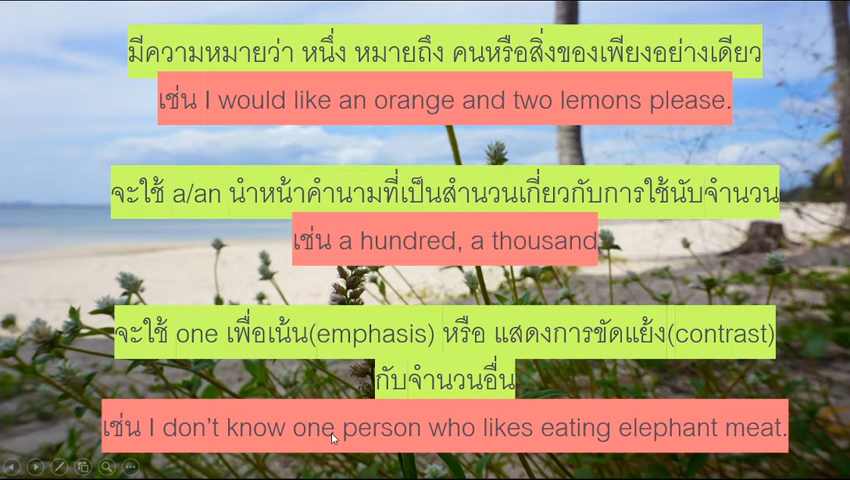 มีความหมายว่า หนึ่ง หมายถึง คนหรือสิ่งของเพียงอย่างเดียว
เช่น I would like an orange and two lemons please.
จะใช้ a/an นำหน้าคำนามที่เป็นสำนวนเกี่ยวกับการใช้นับจำนวน
เช่น a hundred, a thousand
จะใช้ one เพื่อเน้น(emphasis) หรือ แสดงการขัดแย้ง(contrast)
กับจำนวนอื่น
เช่น I don't know one person who likes eating elephant meat.